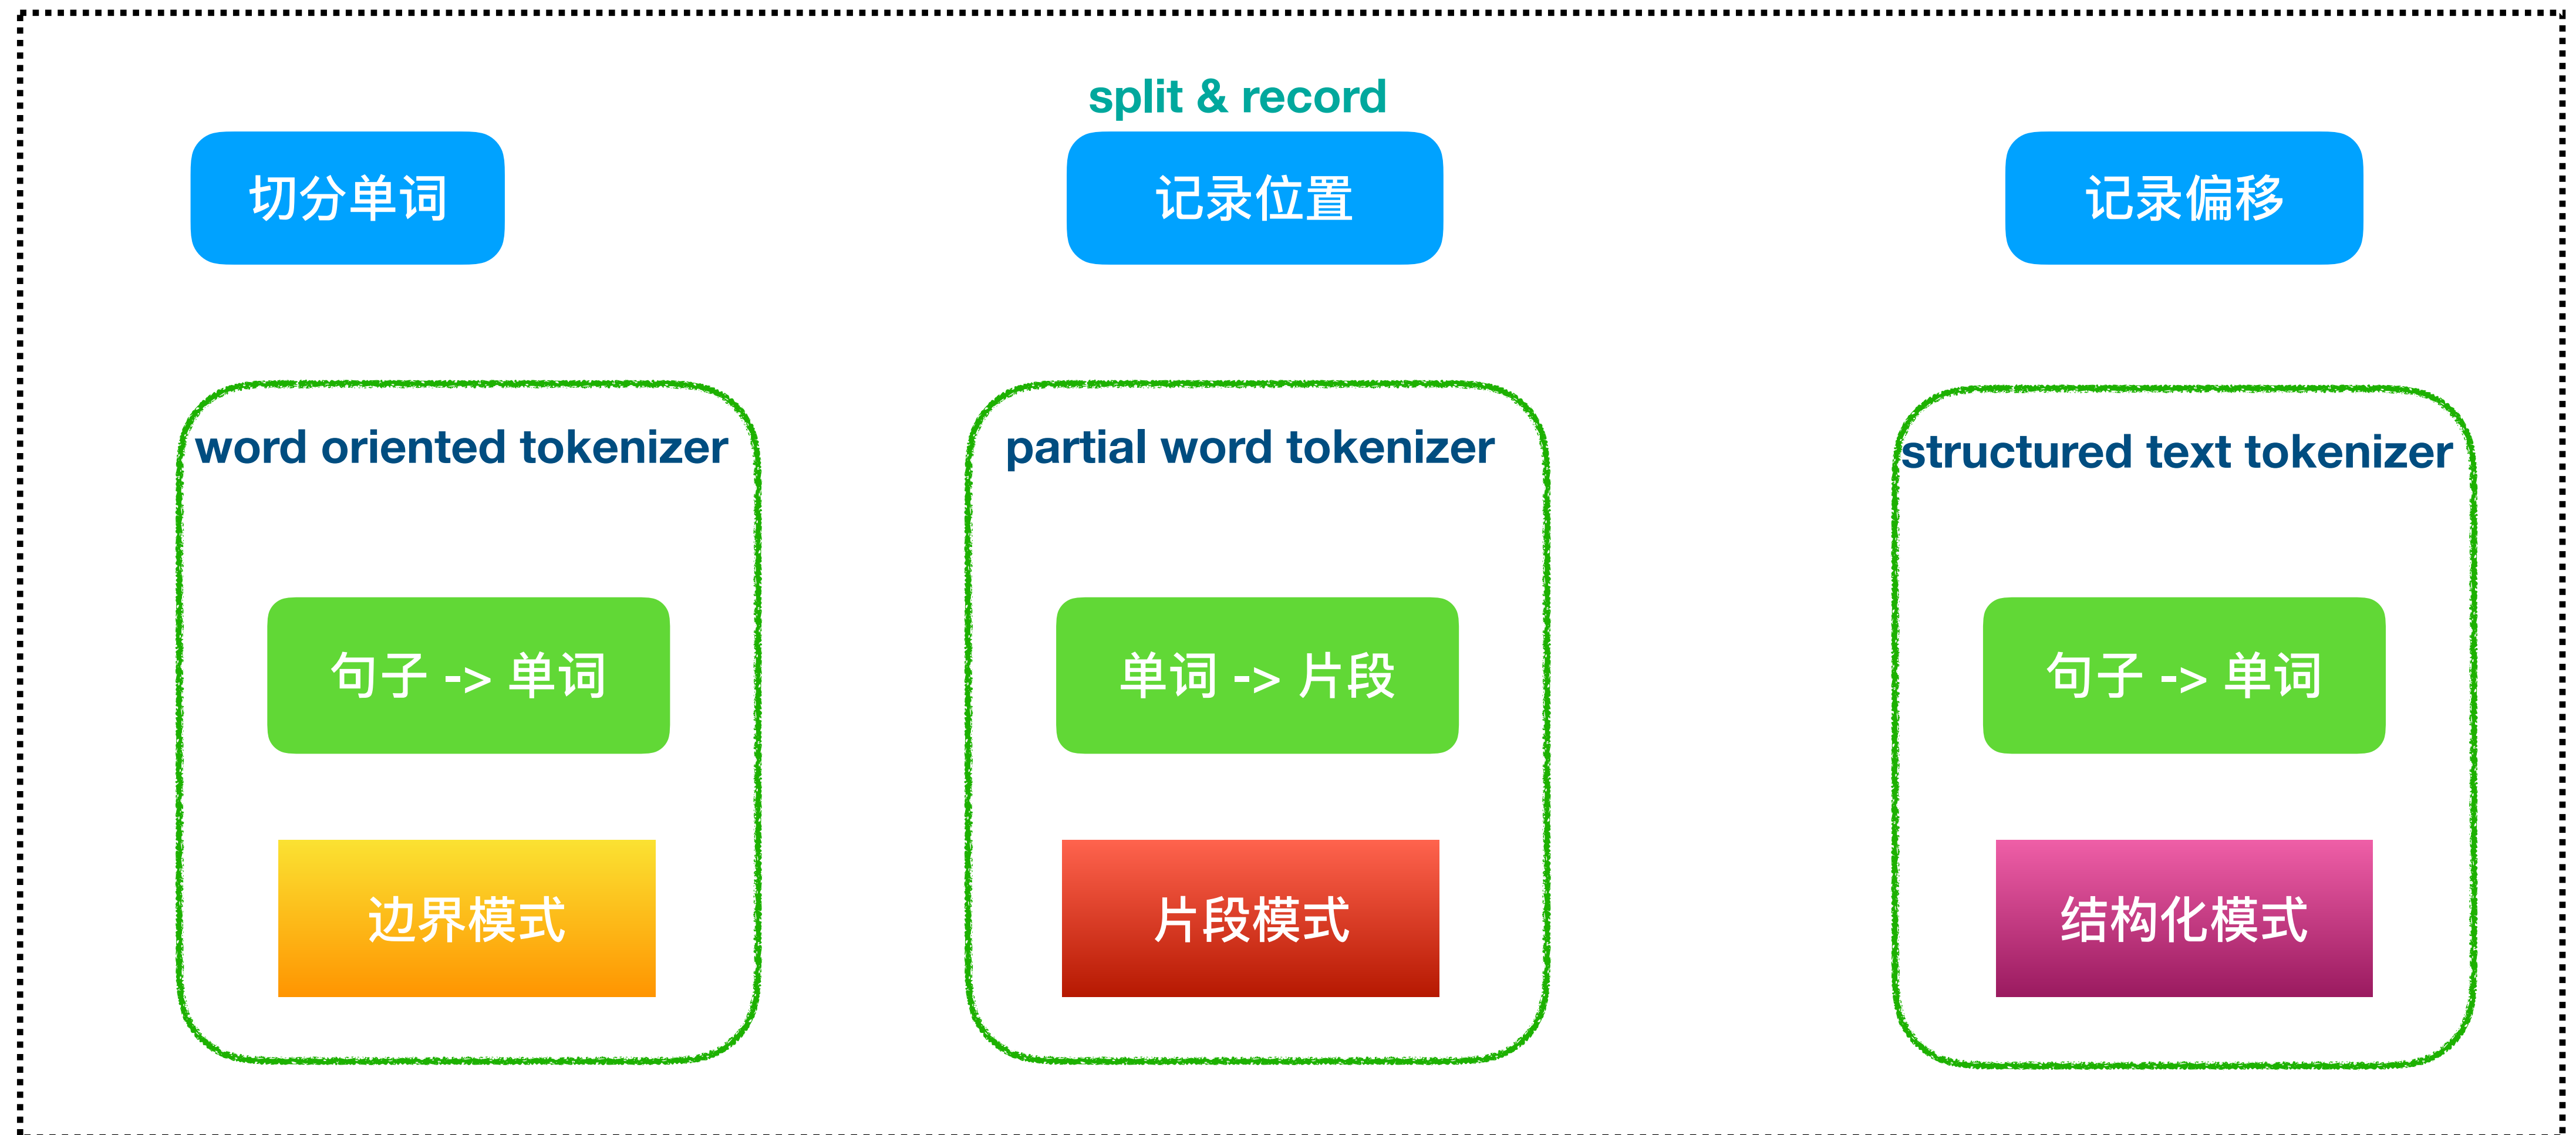 split & record
切分单词
记录位置
记录偏移
word oriented tokenizer
句子 -> 单词
边界模式
partial word tokenizer
单词 -> 片段
片段模式
structured text tokenizer
句子 -> 单词
结构化模式